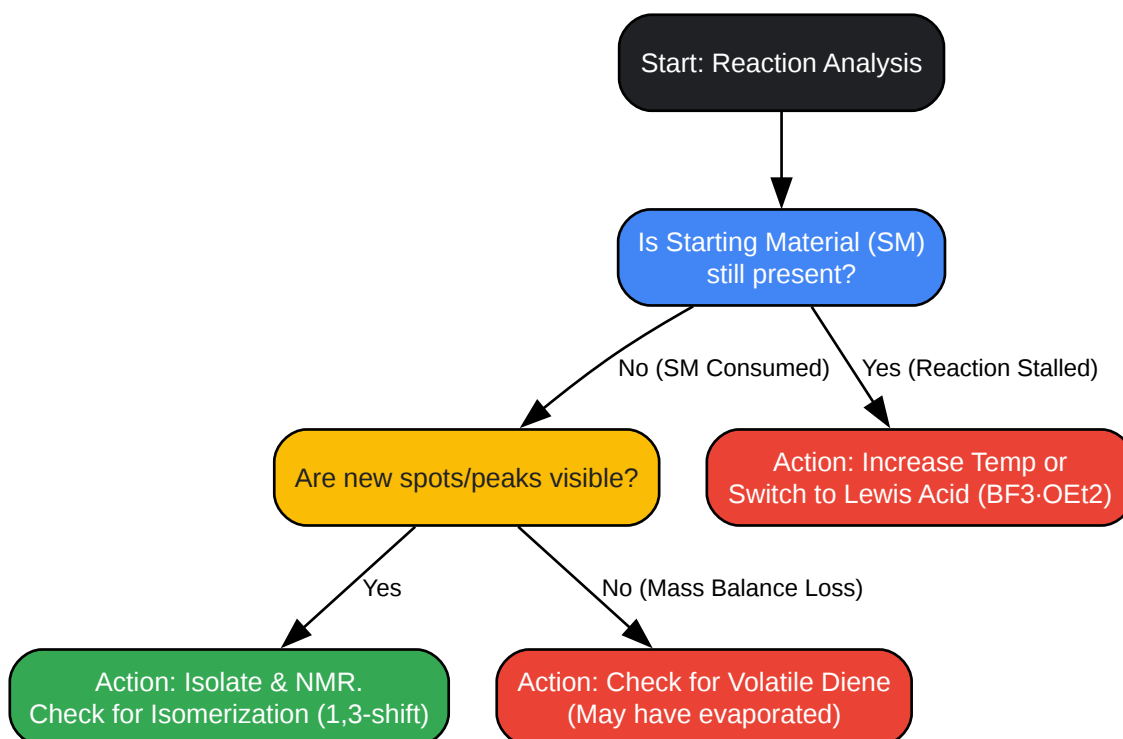 Start: Reaction Analysis
Is Starting Material (SM)
still present?
No (SM Consumed)
Yes (Reaction Stalled)
Are new spots/peaks visible?
Action: Increase Temp or
Switch to Lewis Acid (BF3·OEt2)
Yes
No (Mass Balance Loss)
Action: Isolate & NMR.
Check for Isomerization (1,3-shift)
Action: Check for Volatile Diene
(May have evaporated)